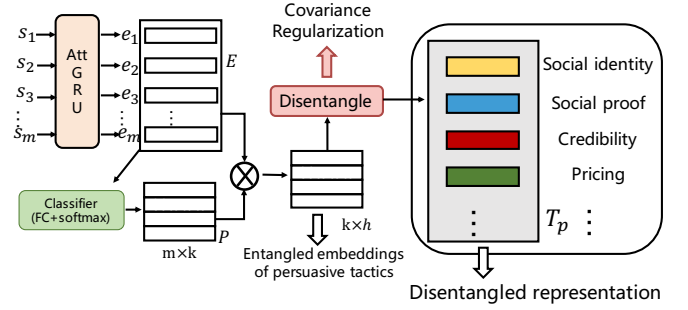 Covariance
Regularization
s₁
s₂
s₃
⋮
sₘ
Att
G
R
U
e₁
e₂
e₃
⋮
eₘ
⋮
E
Disentangle
Social identity
Social proof
Credibility
Pricing
⋮
Tₚ
⋮
Classifier
(FC+softmax)
P
m×k
k×h
Entangled embeddings
of persuasive tactics
Disentangled representation